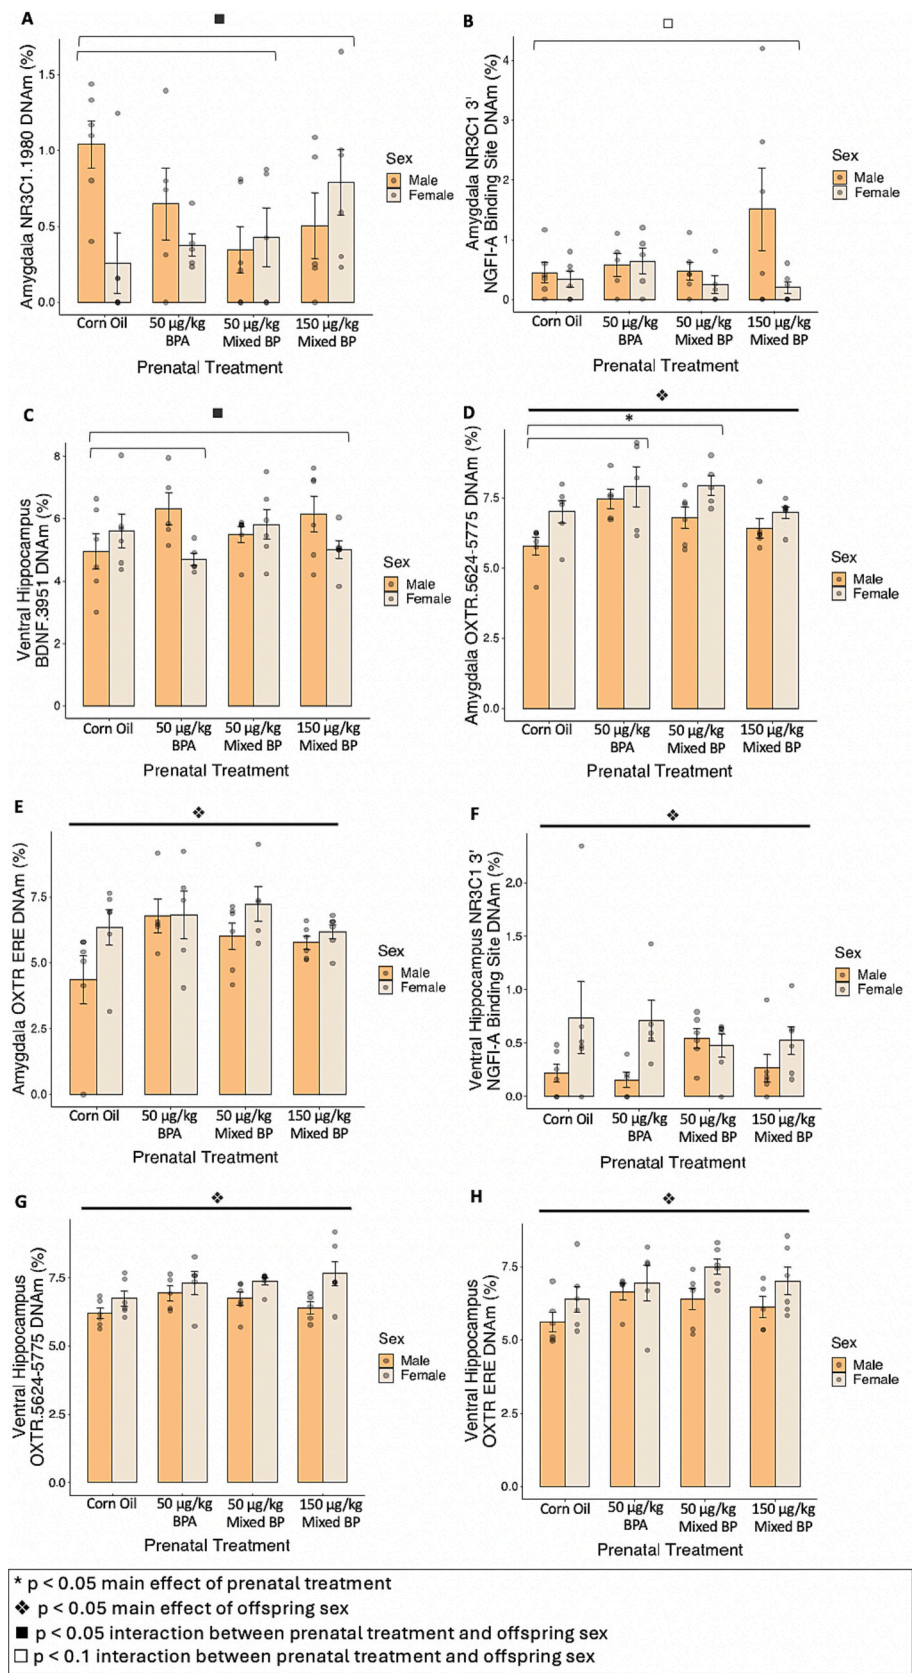 A
■
Amygdala NR3C1.1980 DNAm (%)
1.5
1.0
0.5
0.0
Corn Oil
50 µg/kg
BPA
50 µg/kg
Mixed BP
150 µg/kg
Mixed BP
Prenatal Treatment
Sex
Male
Female
B
□
Amygdala NR3C1 3'
NGFI-A Binding Site DNAm (%)
4
3
2
1
0
Corn Oil
50 µg/kg
BPA
50 µg/kg
Mixed BP
150 µg/kg
Mixed BP
Prenatal Treatment
Sex
Male
Female
C
■
Ventral Hippocampus
BDNF.3951 DNAm (%)
8
6
4
2
0
Corn Oil
50 µg/kg
BPA
50 µg/kg
Mixed BP
150 µg/kg
Mixed BP
Prenatal Treatment
Sex
Male
Female
D
❖
*
Amygdala OXTR.5624-5775 DNAm (%)
7.5
5.0
2.5
0.0
Corn Oil
50 µg/kg
BPA
50 µg/kg
Mixed BP
150 µg/kg
Mixed BP
Prenatal Treatment
Sex
Male
Female
E
❖
Amygdala OXTR ERE DNAm (%)
7.5
5.0
2.5
0.0
Corn Oil
50 µg/kg
BPA
50 µg/kg
Mixed BP
150 µg/kg
Mixed BP
Prenatal Treatment
Sex
Male
Female
F
❖
Ventral Hippocampus NR3C1 3'
NGFI-A Binding Site DNAm (%)
2.0
1.5
1.0
0.5
0.0
Corn Oil
50 µg/kg
BPA
50 µg/kg
Mixed BP
150 µg/kg
Mixed BP
Prenatal Treatment
Sex
Male
Female
G
❖
Ventral Hippocampus
OXTR.5624-5775 DNAm (%)
7.5
5.0
2.5
0.0
Corn Oil
50 µg/kg
BPA
50 µg/kg
Mixed BP
150 µg/kg
Mixed BP
Prenatal Treatment
Sex
Male
Female
H
❖
Ventral Hippocampus
OXTR ERE DNAm (%)
7.5
5.0
2.5
0.0
Corn Oil
50 µg/kg
BPA
50 µg/kg
Mixed BP
150 µg/kg
Mixed BP
Prenatal Treatment
Sex
Male
Female
* p < 0.05 main effect of prenatal treatment
❖ p < 0.05 main effect of offspring sex
■ p < 0.05 interaction between prenatal treatment and offspring sex
□ p < 0.1 interaction between prenatal treatment and offspring sex